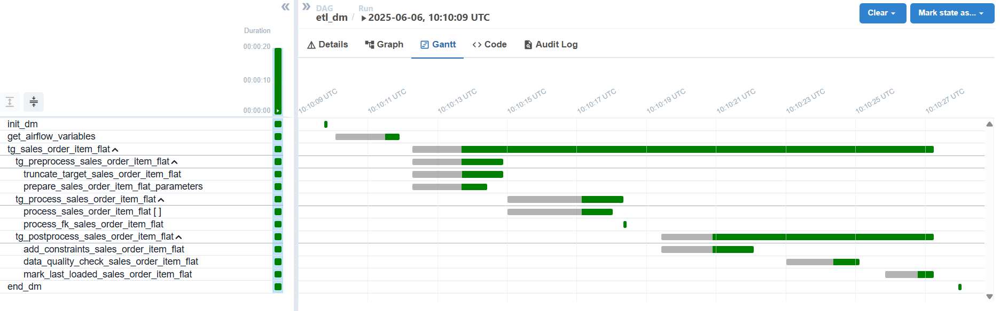 DAG
Run
etl_dm / 2025-06-06, 10:10:09 UTC
Clear
Mark state as...
Duration
00:00:20
00:00:10
00:00:00
Details
Graph
Gantt
Code
Audit Log
10:10:09 UTC
10:10:11 UTC
10:10:13 UTC
10:10:15 UTC
10:10:17 UTC
10:10:19 UTC
10:10:21 UTC
10:10:23 UTC
10:10:25 UTC
10:10:27 UTC
init_dm
get_airflow_variables
tg_sales_order_item_flat
tg_preprocess_sales_order_item_flat
truncate_target_sales_order_item_flat
prepare_sales_order_item_flat_parameters
tg_process_sales_order_item_flat
process_sales_order_item_flat [ ]
process_fk_sales_order_item_flat
tg_postprocess_sales_order_item_flat
add_constraints_sales_order_item_flat
data_quality_check_sales_order_item_flat
mark_last_loaded_sales_order_item_flat
end_dm